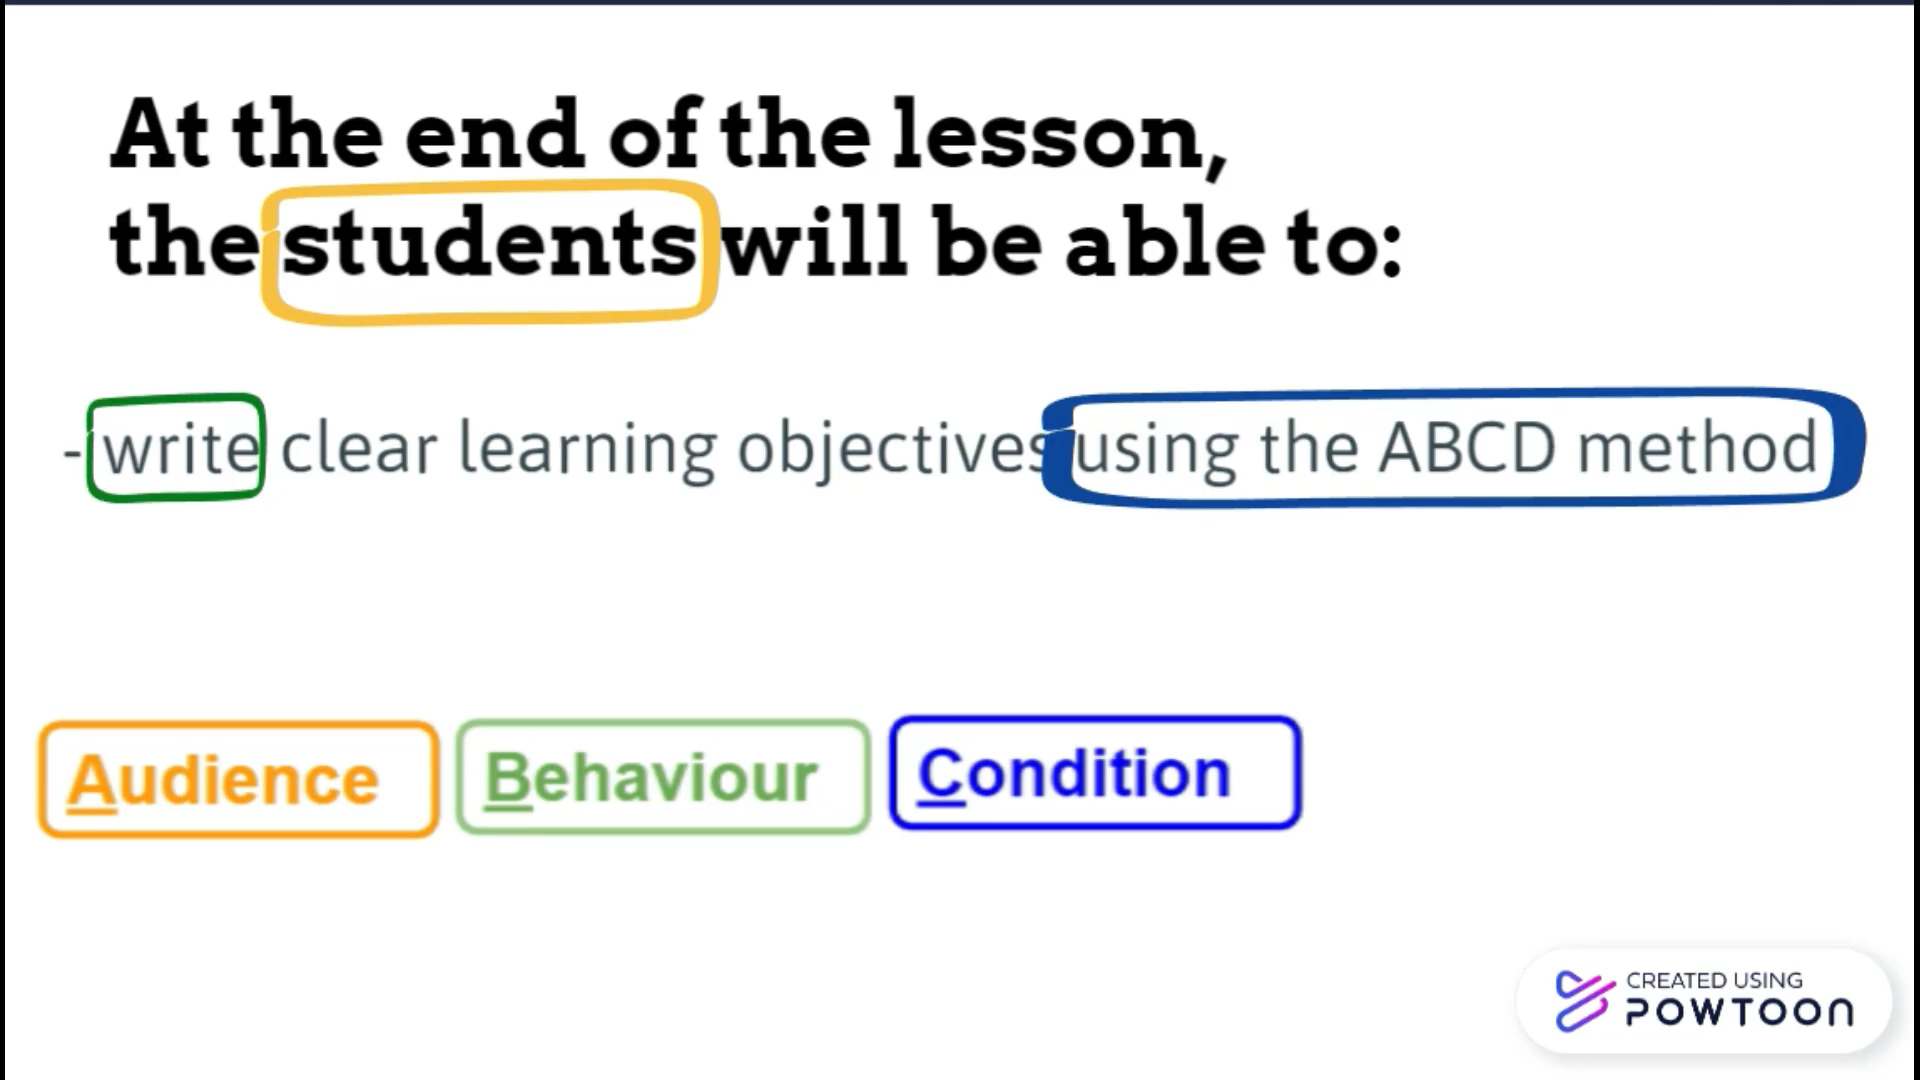 At the end of the lesson,
the students will be able to:
- write clear learning objectives using the ABCD method
Audience Behaviour Condition
CREATED USING
POWTOON